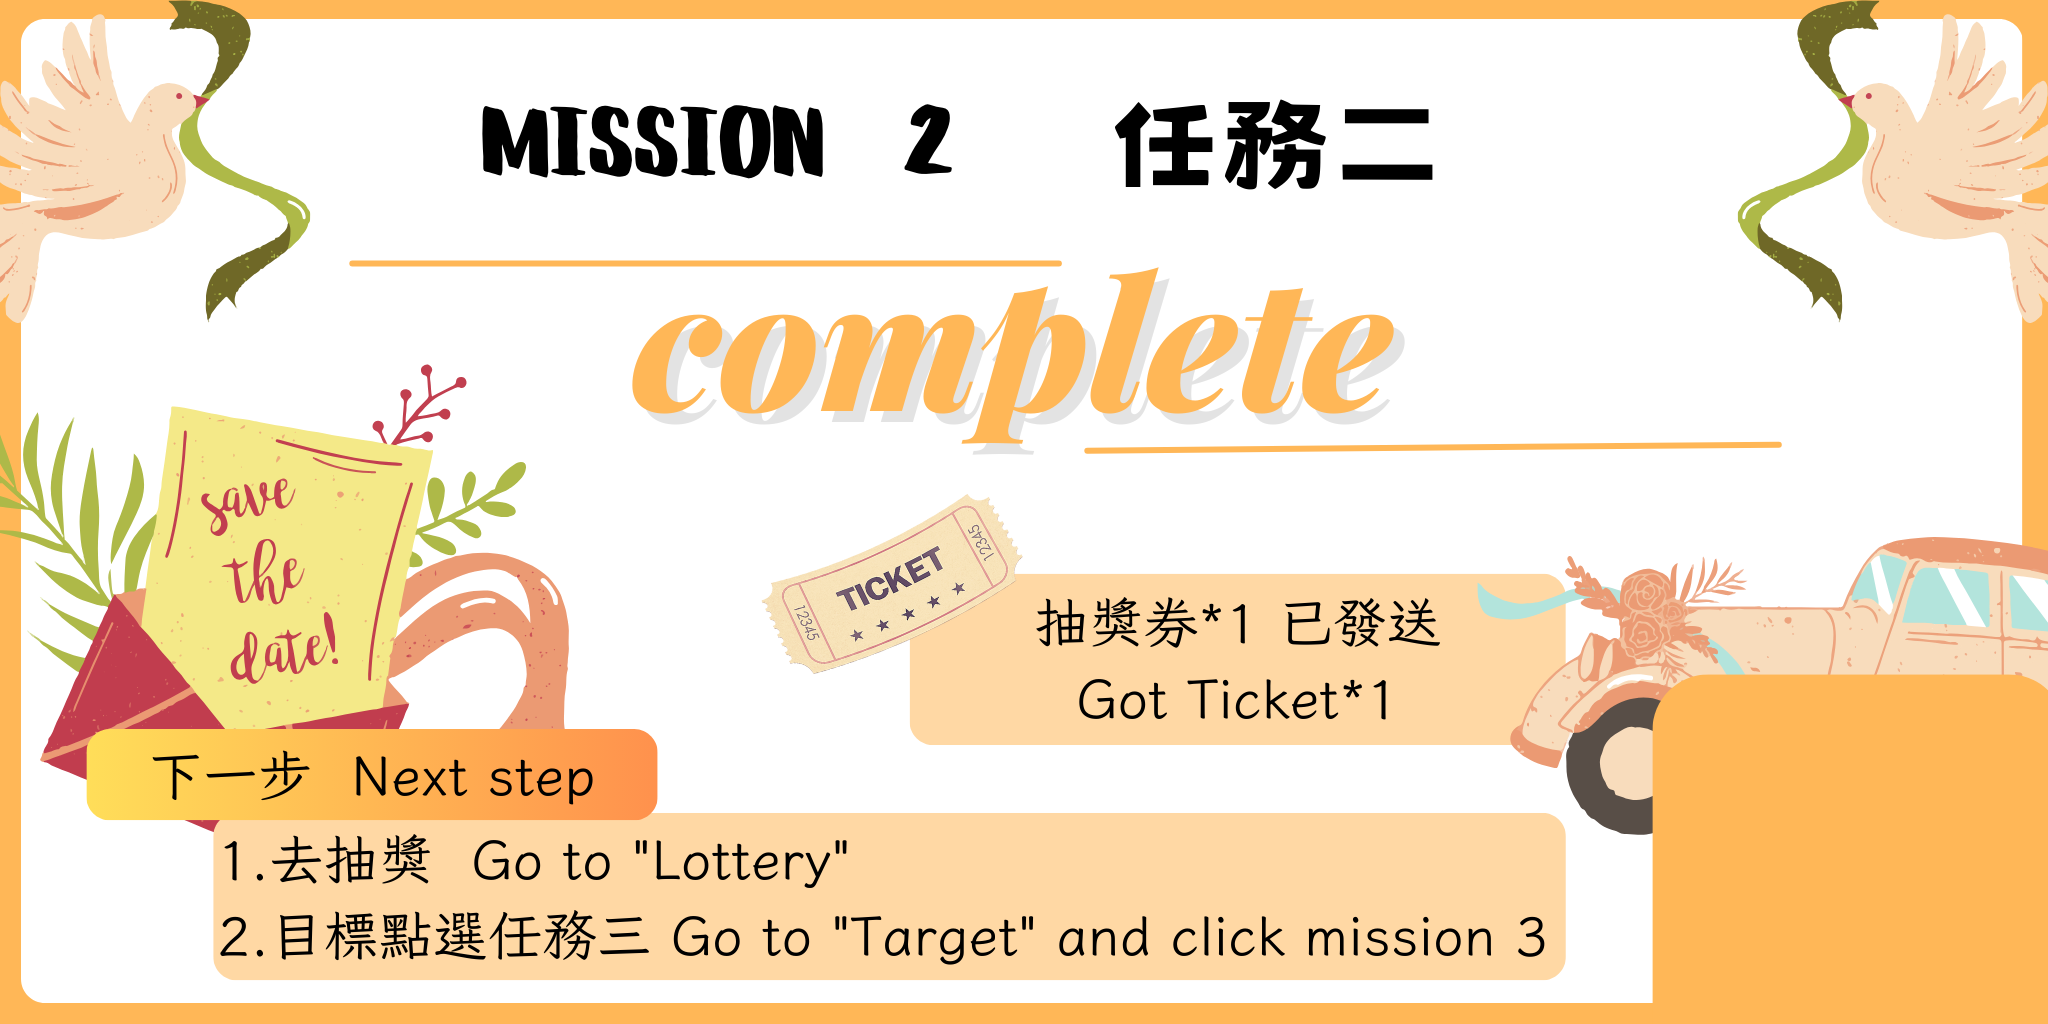 MISSION 2 任務二
complete
save
the
date!
TICKET
12345
12345
抽獎券*1 已發送
Got Ticket*1
下一步 Next step
1.去抽獎 Go to "Lottery"
2.目標點選任務三 Go to "Target" and click mission 3